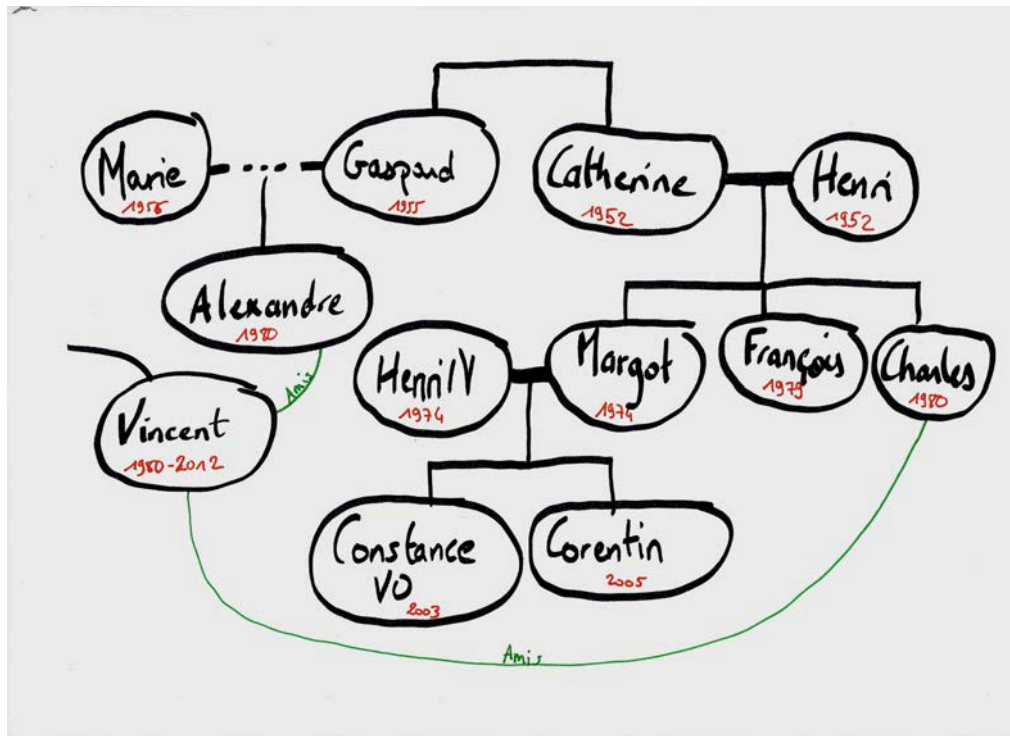 Marie
1956
Gaspard
1955
Catherine
1952
Henri
1952
Alexandre
1980
Henri IV
1974
Margot
1974
François
1979
Charles
1980
Amis
Vincent
1980-2012
Constance
VO
2003
Corentin
2005
Amis